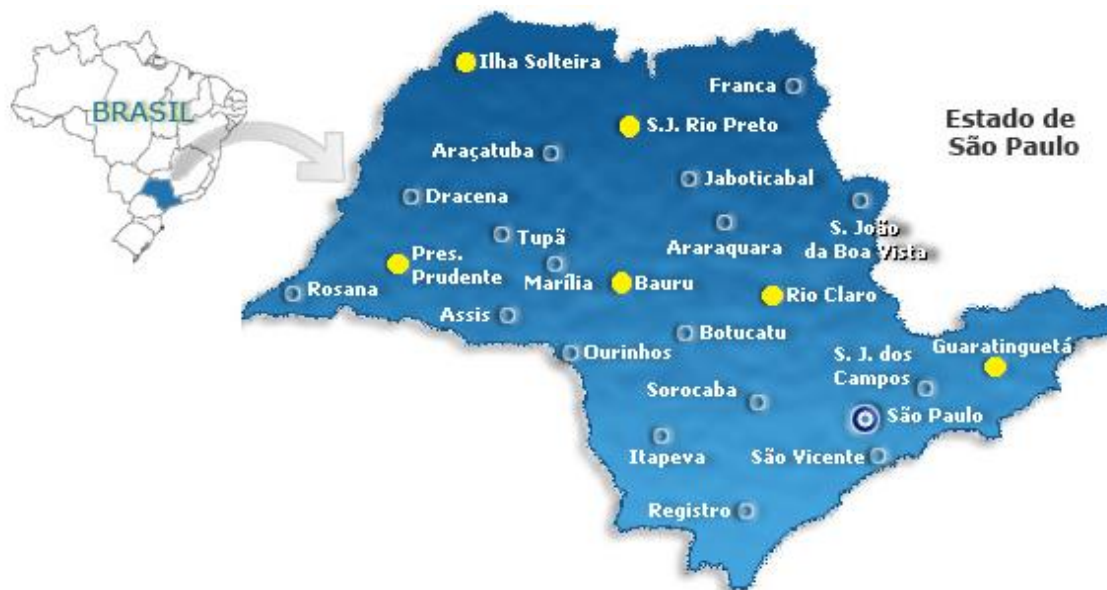 BRASIL
Estado de
São Paulo
Ilha Solteira
Franca
S.J. Rio Preto
Araçatuba
Jaboticabal
Dracena
S. João
da Boa Vista
Tupã
Araraquara
Pres.
Prudente
Marília
Bauru
Rosana
Rio Claro
Assis
Botucatu
Ourinhos
Guaratinguetá
S. J. dos
Campos
Sorocaba
São Paulo
Itapeva
São Vicente
Registro